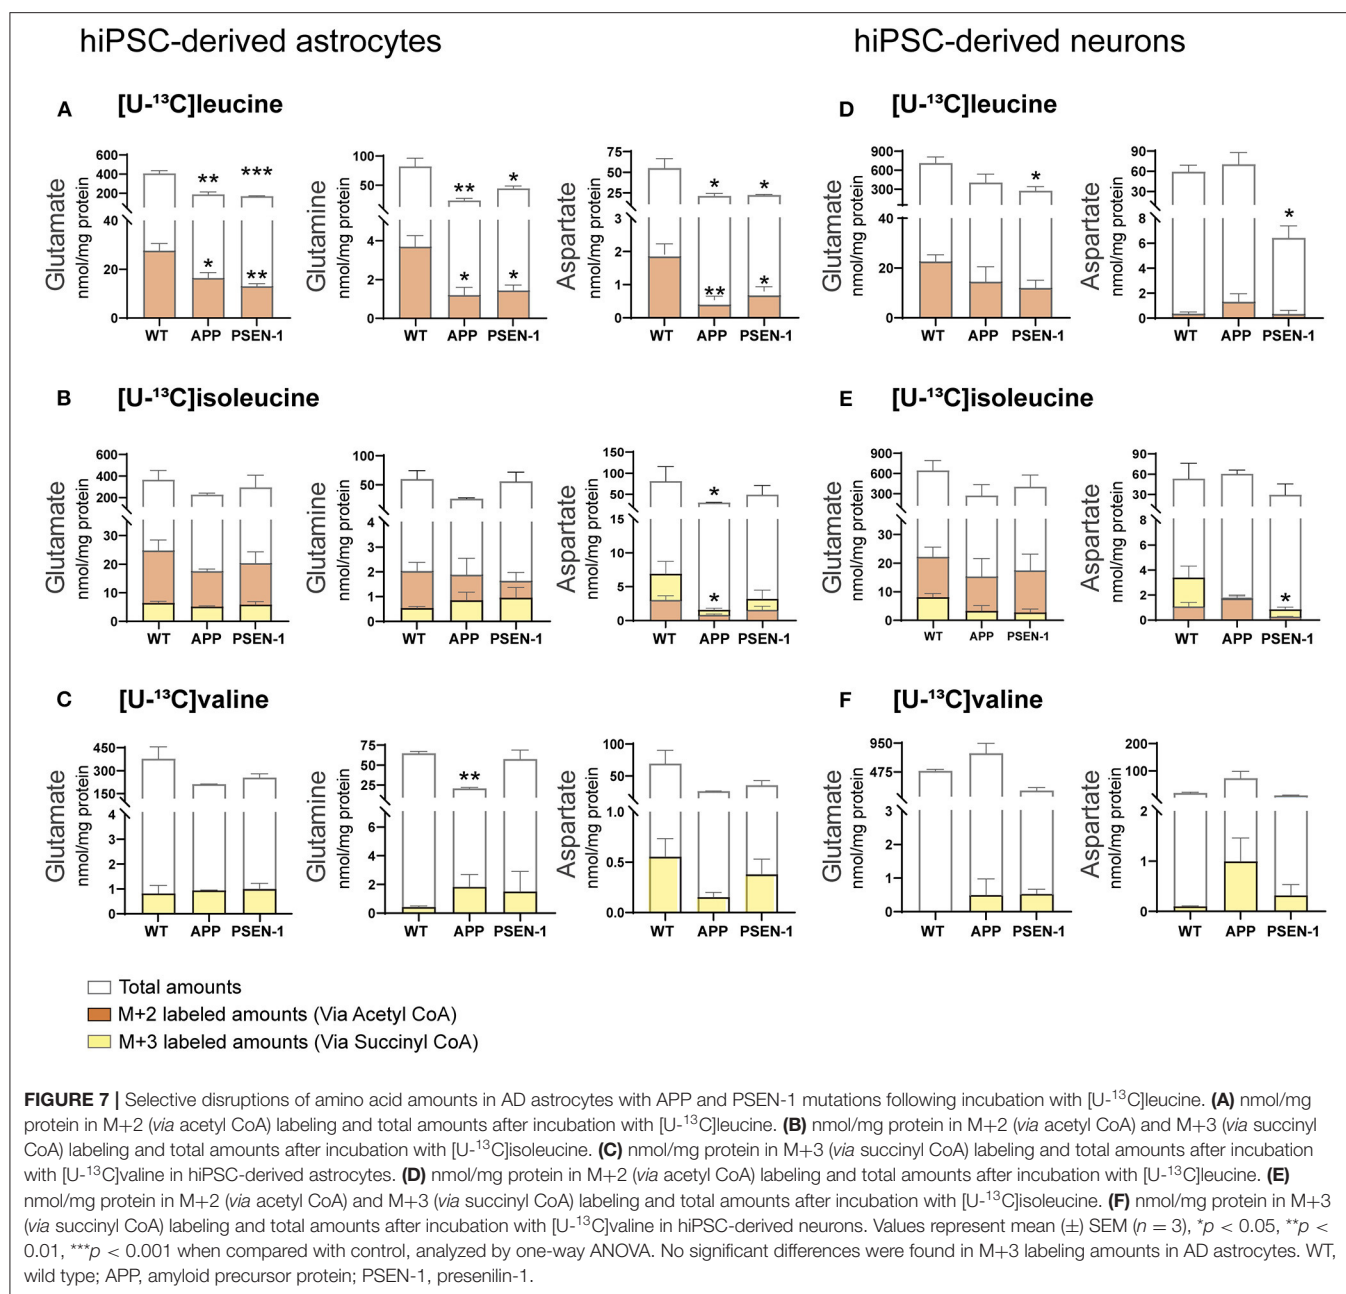 hiPSC-derived astrocytes
hiPSC-derived neurons
A
[U-¹³C]leucine
Glutamate
nmol/mg protein
600
400
200
40
20
0
**
***
*
**
WT
APP
PSEN-1
Glutamine
nmol/mg protein
100
50
4
2
0
**
*
*
*
WT
APP
PSEN-1
Aspartate
nmol/mg protein
75
50
25
3
2
1
0
*
*
**
*
WT
APP
PSEN-1
D
[U-¹³C]leucine
Glutamate
nmol/mg protein
900
600
300
40
20
0
*
WT
APP
PSEN-1
Aspartate
nmol/mg protein
90
60
30
8
6
4
2
0
*
WT
APP
PSEN-1
B
[U-¹³C]isoleucine
Glutamate
nmol/mg protein
600
400
200
30
20
10
0
WT
APP
PSEN-1
Glutamine
nmol/mg protein
100
50
4
3
2
1
0
WT
APP
PSEN-1
Aspartate
nmol/mg protein
150
100
50
15
10
5
0
*
*
WT
APP
PSEN-1
E
[U-¹³C]isoleucine
Glutamate
nmol/mg protein
900
600
300
30
20
10
0
WT
APP
PSEN-1
Aspartate
nmol/mg protein
90
60
30
8
6
4
2
0
*
WT
APP
PSEN-1
C
[U-¹³C]valine
Glutamate
nmol/mg protein
450
300
150
4
3
2
1
0
WT
APP
PSEN-1
Glutamine
nmol/mg protein
75
50
25
6
4
2
0
**
WT
APP
PSEN-1
Aspartate
nmol/mg protein
100
50
1.0
0.5
0.0
WT
APP
PSEN-1
F
[U-¹³C]valine
Glutamate
nmol/mg protein
950
475
3
2
1
0
WT
APP
PSEN-1
Aspartate
nmol/mg protein
200
100
2
1
0
WT
APP
PSEN-1
Total amounts
M+2 labeled amounts (Via Acetyl CoA)
M+3 labeled amounts (Via Succinyl CoA)
FIGURE 7 | Selective disruptions of amino acid amounts in AD astrocytes with APP and PSEN-1 mutations following incubation with [U-¹³C]leucine. (A) nmol/mg
protein in M+2 (via acetyl CoA) labeling and total amounts after incubation with [U-¹³C]leucine. (B) nmol/mg protein in M+2 (via acetyl CoA) and M+3 (via succinyl
CoA) labeling and total amounts after incubation with [U-¹³C]isoleucine. (C) nmol/mg protein in M+3 (via succinyl CoA) labeling and total amounts after incubation
with [U-¹³C]valine in hiPSC-derived astrocytes. (D) nmol/mg protein in M+2 (via acetyl CoA) labeling and total amounts after incubation with [U-¹³C]leucine. (E)
nmol/mg protein in M+2 (via acetyl CoA) and M+3 (via succinyl CoA) labeling and total amounts after incubation with [U-¹³C]isoleucine. (F) nmol/mg protein in M+3
(via succinyl CoA) labeling and total amounts after incubation with [U-¹³C]valine in hiPSC-derived neurons. Values represent mean (±) SEM (n = 3), *p < 0.05, **p <
0.01, ***p < 0.001 when compared with control, analyzed by one-way ANOVA. No significant differences were found in M+3 labeling amounts in AD astrocytes. WT,
wild type; APP, amyloid precursor protein; PSEN-1, presenilin-1.